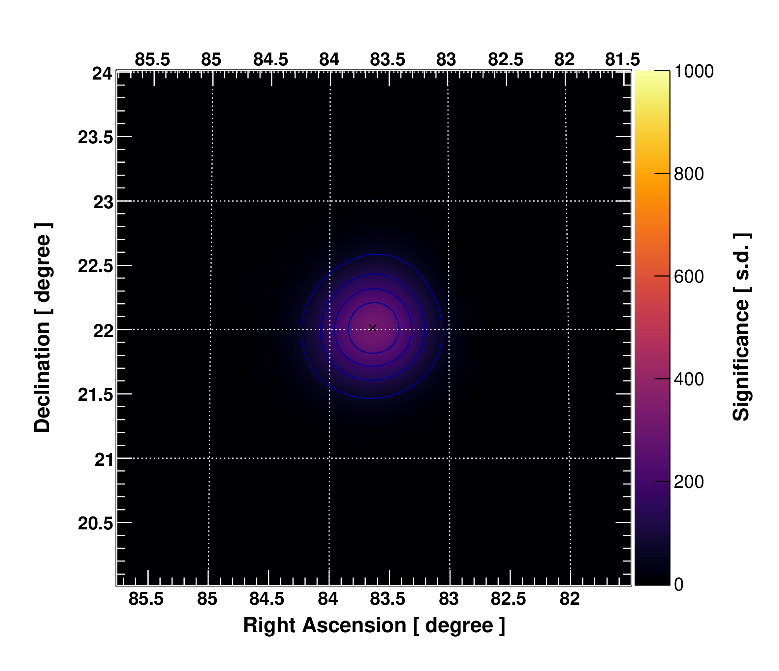 85.5 85 84.5 84 83.5 83 82.5 82 81.5
24
23.5
23
22.5
22
21.5
21
20.5
85.5 85 84.5 84 83.5 83 82.5 82
Right Ascension [ degree ]
Declination [ degree ]
1000
800
600
400
200
0
Significance [ s.d. ]